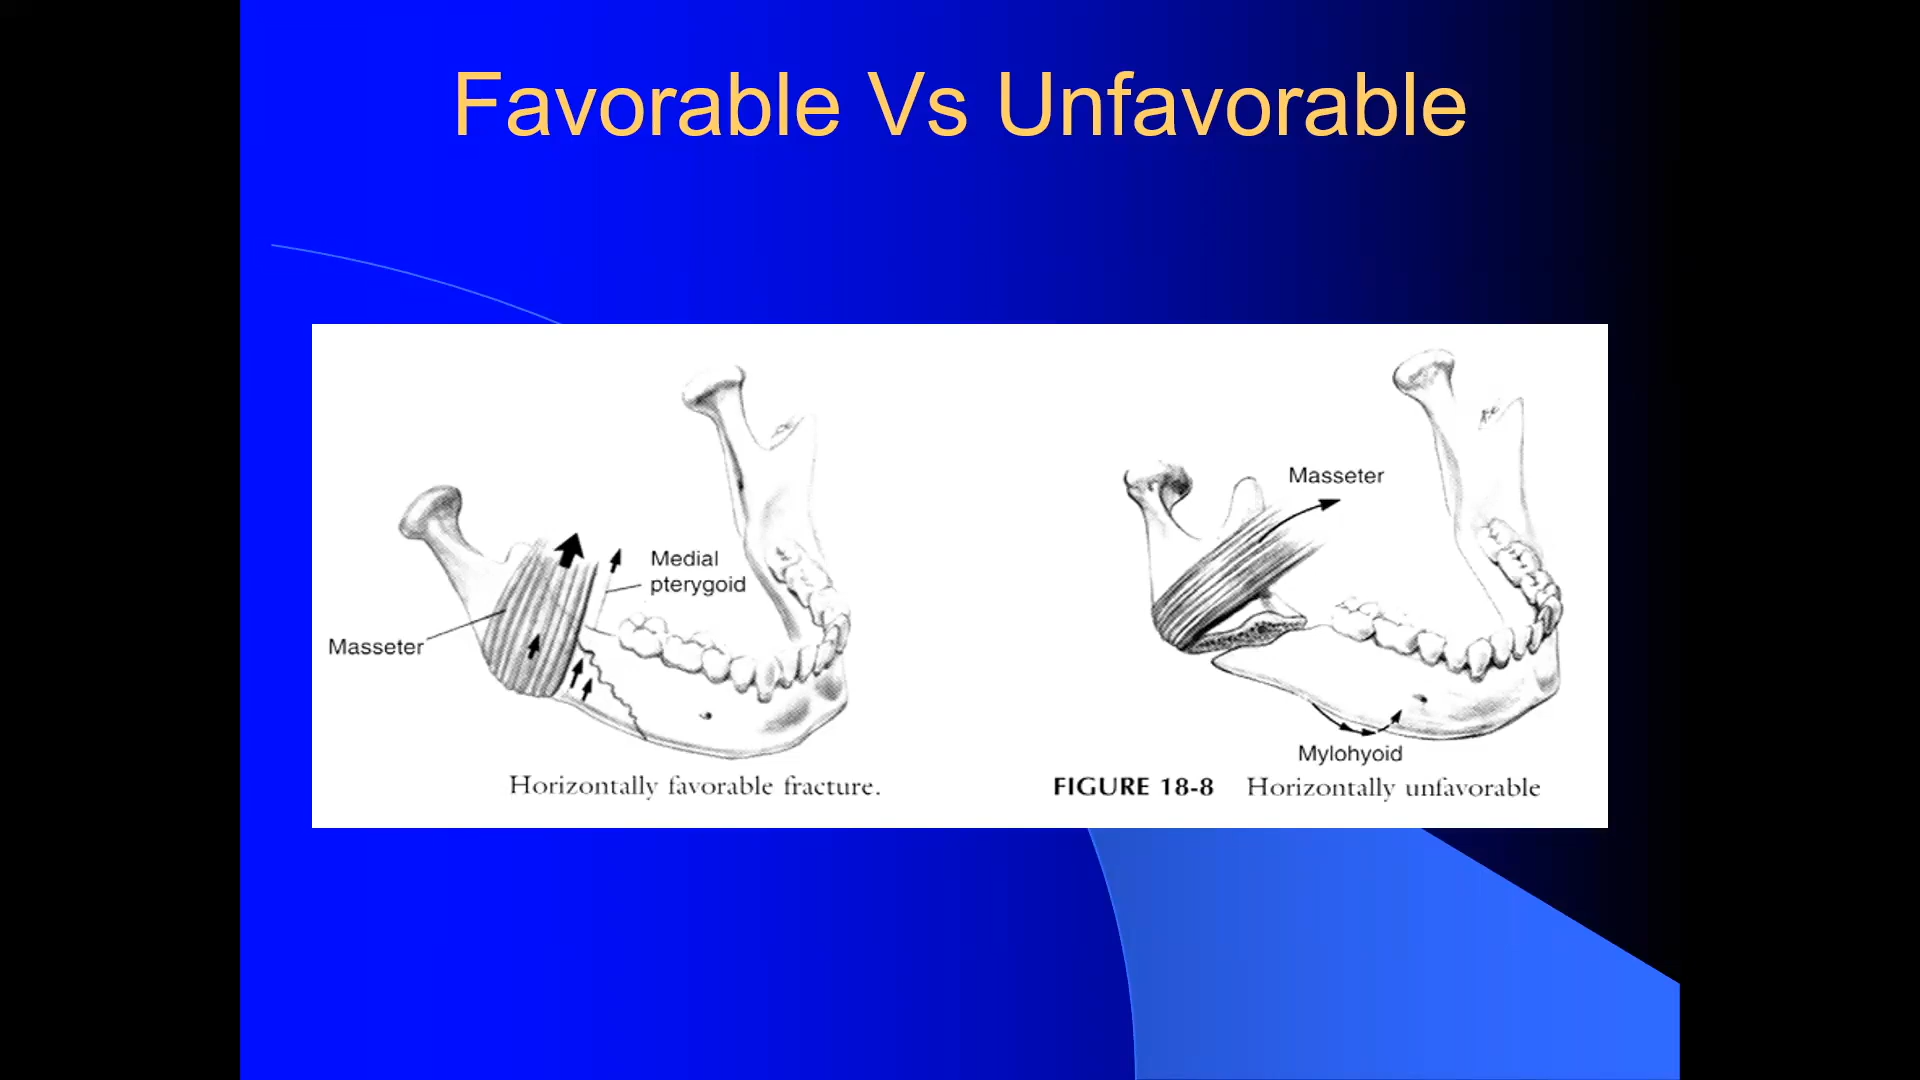 Favorable Vs Unfavorable
Medial
pterygoid
Masseter
Horizontally favorable fracture.
Masseter
Mylohyoid
FIGURE 18-8 Horizontally unfavorable